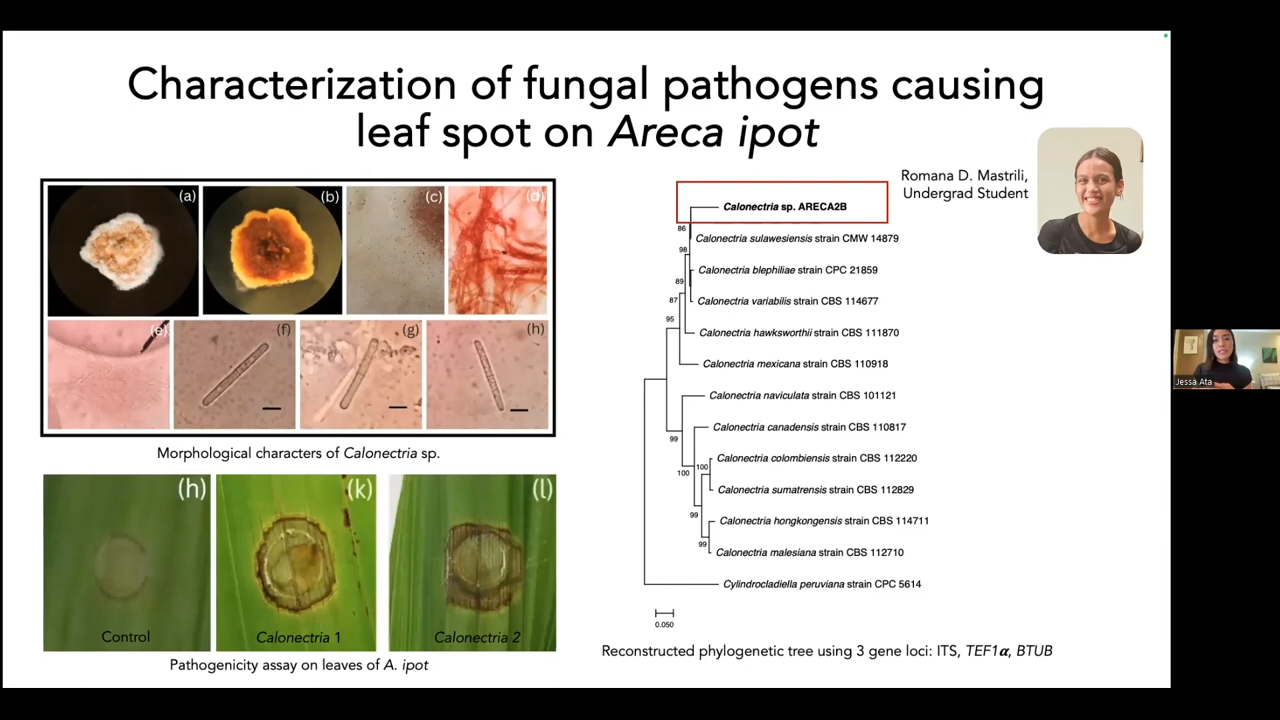 Characterization of fungal pathogens causing
leaf spot on Areca ipot
Romana D. Mastrili,
Undergrad Student
(a)
(b)
(c)
(d)
(e)
(f)
(g)
(h)
Morphological characters of Calonectria sp.
(h)
(k)
(l)
Control
Calonectria 1
Calonectria 2
Pathogenicity assay on leaves of A. ipot
Calonectria sp. ARECA2B
86
Calonectria sulawesiensis strain CMW 14879
98
Calonectria blephiliae strain CPC 21859
89
Calonectria variabilis strain CBS 114677
87
95
Calonectria hawksworthii strain CBS 111870
Calonectria mexicana strain CBS 110918
Calonectria naviculata strain CBS 101121
99
Calonectria canadensis strain CBS 110817
Calonectria colombiensis strain CBS 112220
100
100
Calonectria sumatrensis strain CBS 112829
99
Calonectria hongkongensis strain CBS 114711
99
Calonectria malesiana strain CBS 112710
Cylindrocladiella peruviana strain CPC 5614
0.050
Reconstructed phylogenetic tree using 3 gene loci: ITS, TEF1α, BTUB
Jessa Ata